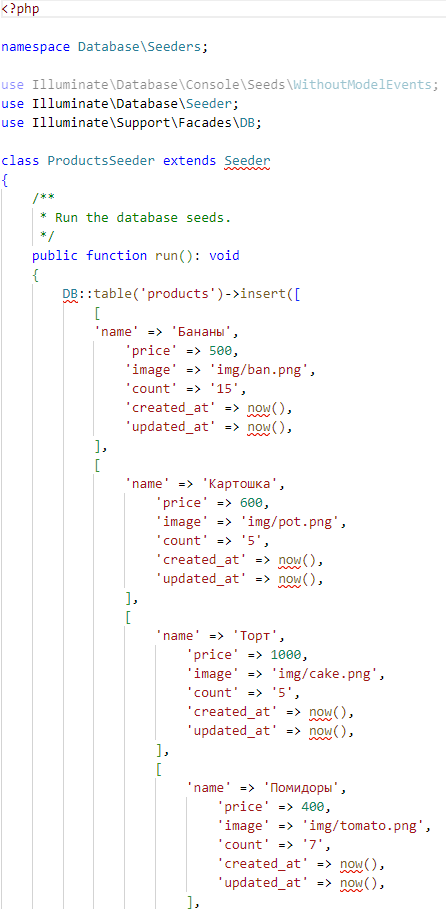 <?php
namespace Database\Seeders;
use Illuminate\Database\Console\Seeds\WithoutModelEvents;
use Illuminate\Database\Seeder;
use Illuminate\Support\Facades\DB;
class ProductsSeeder extends Seeder
{
/**
* Run the database seeds.
*/
public function run(): void
{
DB::table('products')->insert([
[
'name' => 'Бананы',
'price' => 500,
'image' => 'img/ban.png',
'count' => '15',
'created_at' => now(),
'updated_at' => now(),
],
[
'name' => 'Картошка',
'price' => 600,
'image' => 'img/pot.png',
'count' => '5',
'created_at' => now(),
'updated_at' => now(),
],
[
'name' => 'Торт',
'price' => 1000,
'image' => 'img/cake.png',
'count' => '5',
'created_at' => now(),
'updated_at' => now(),
],
[
'name' => 'Помидоры',
'price' => 400,
'image' => 'img/tomato.png',
'count' => '7',
'created_at' => now(),
'updated_at' => now(),
],